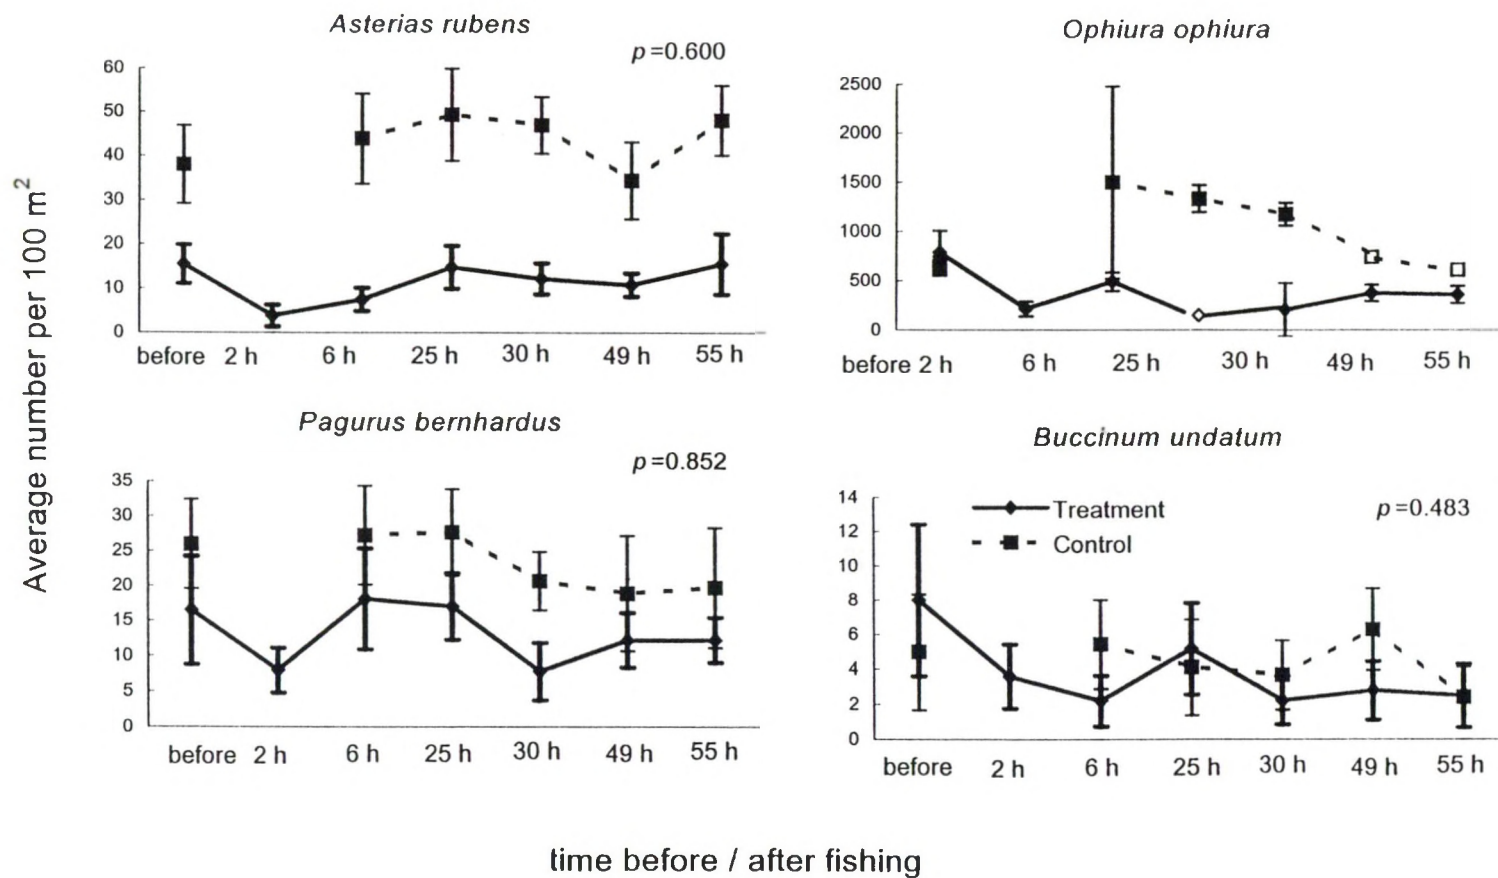 Average number per 100 m²
Asterias rubens
p=0.600
60
50
40
30
20
10
0
before 2 h 6 h 25 h 30 h 49 h 55 h
Ophiura ophiura
2500
2000
1500
1000
500
0
before 2 h 6 h 25 h 30 h 49 h 55 h
Pagurus bernhardus
p=0.852
35
30
25
20
15
10
5
0
before 2 h 6 h 25 h 30 h 49 h 55 h
Buccinum undatum
p=0.483
Treatment
Control
14
12
10
8
6
4
2
0
before 2 h 6 h 25 h 30 h 49 h 55 h
time before / after fishing